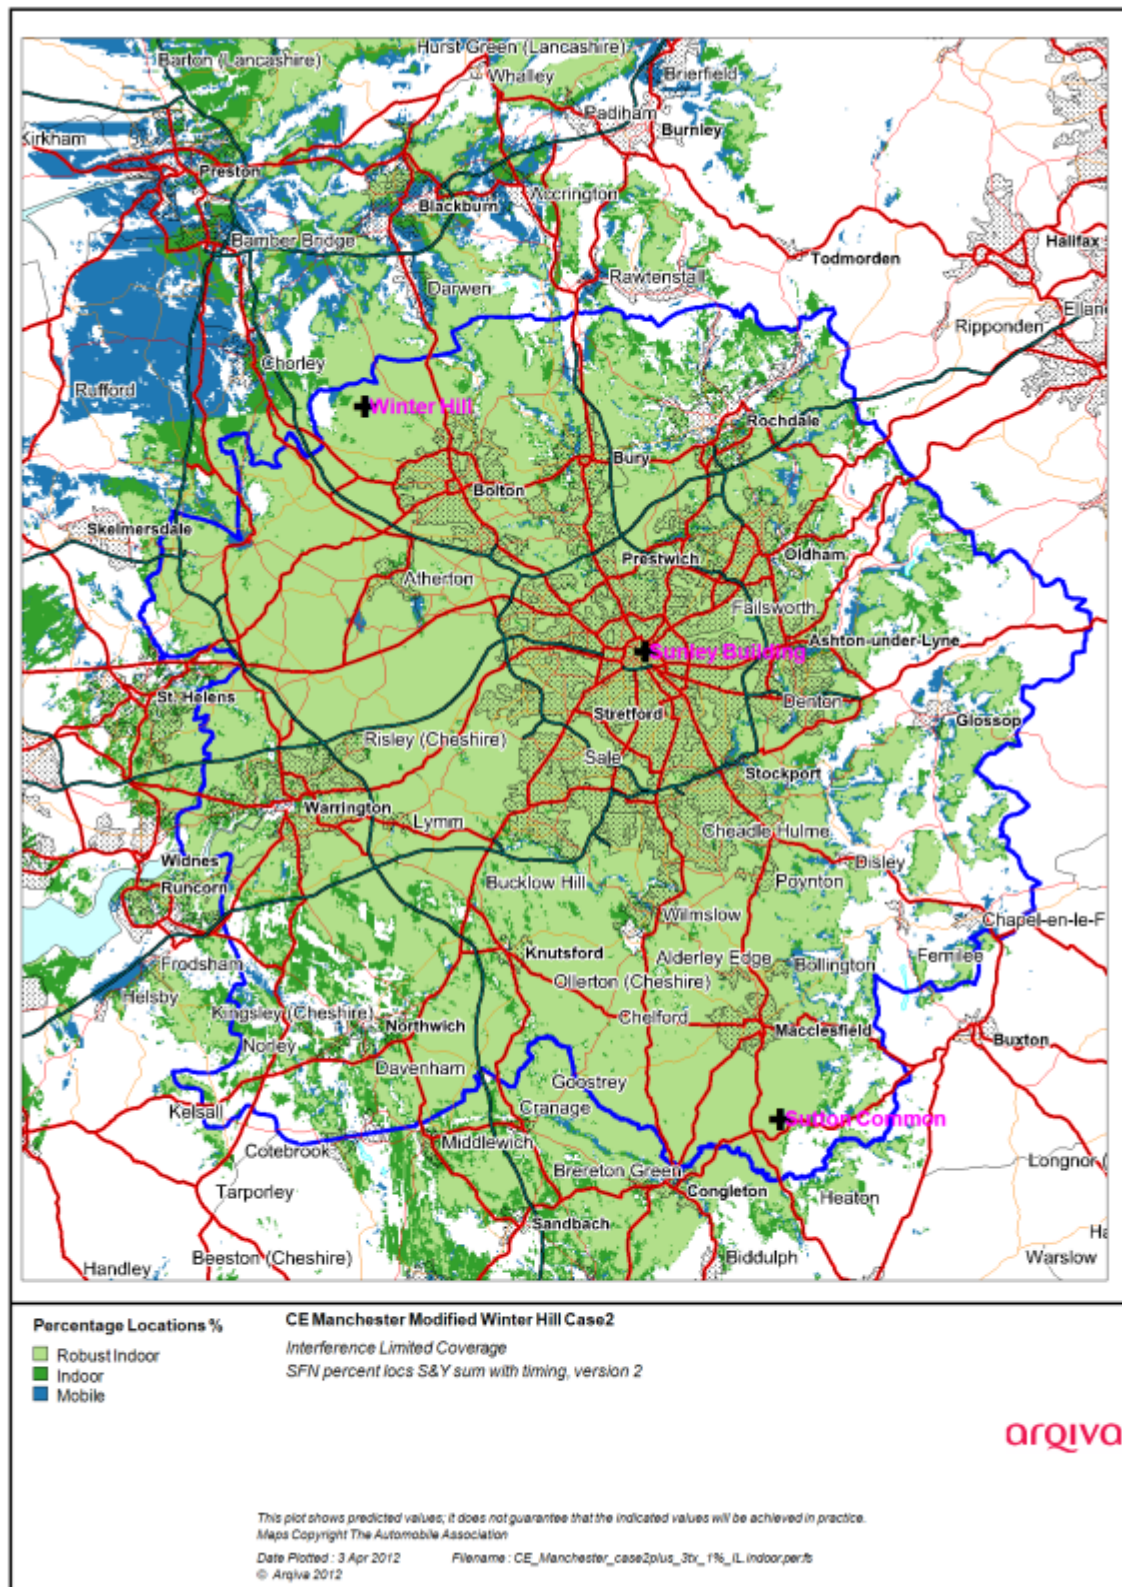 Hurst Green (Lancashire)
Barton (Lancashire)
Whalley
Brierfield
Padiham
Kirkham
Burnley
Preston
Accrington
Blackburn
Bamber Bridge
Halifax
Todmorden
Rawtenstall
Darwen
Ellan
Ripponden
Chorley
Rufford
Winter Hill
Rochdale
Bury
Bolton
Skelmersdale
Prestwich
Oldham
Atherton
Failsworth
Ashton-under-Lyne
Sunley Building
St. Helens
Denton
Stretford
Glossop
Risley (Cheshire)
Sale
Stockport
Warrington
Lymm
Cheadle Hulme
Widnes
Disley
Runcorn
Bucklow Hill
Poynton
Wilmslow
Chapel-en-le-F
Knutsford
Alderley Edge
Fernilee
Frodsham
Bollington
Ollerton (Cheshire)
Helsby
Kingsley (Cheshire)
Chelford
Northwich
Macclesfield
Buxton
Norley
Davenham
Goostrey
Kelsall
Cranage
Sutton Common
Middlewich
Cotebrook
Brereton Green
Longnor (
Tarporley
Congleton
Heaton
Sandbach
Ha
Beeston (Cheshire)
Biddulph
Warslow
Handley
Percentage Locations %
Robust Indoor
Indoor
Mobile
CE Manchester Modified Winter Hill Case2
Interference Limited Coverage
SFN percent locs S&Y sum with timing, version 2
arqiva
This plot shows predicted values; it does not guarantee that the indicated values will be achieved in practice.
Maps Copyright The Automobile Association
Date Plotted : 3 Apr 2012 Filename : CE_Manchester_case2plus_3tx_1%_IL.indoor.perfs
© Arqiva 2012